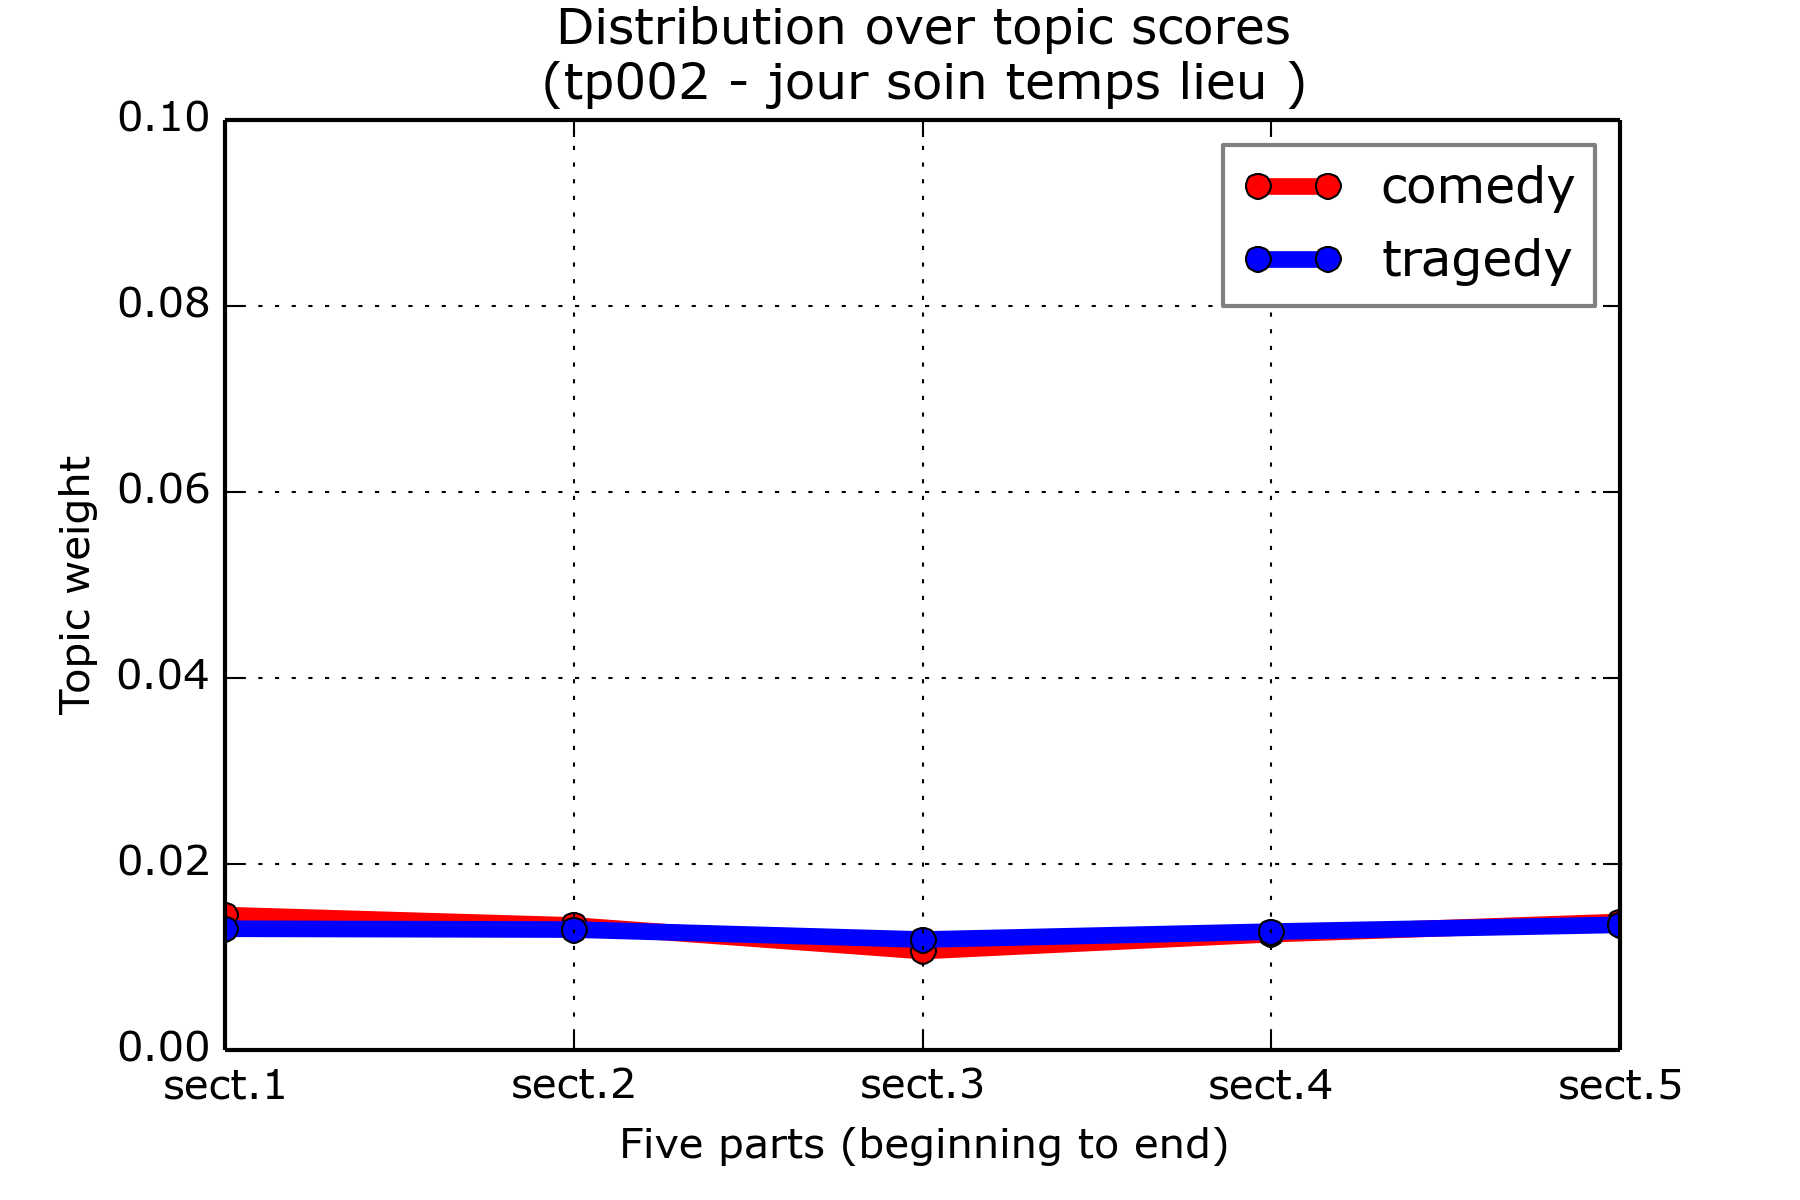 Distribution over topic scores
(tp002 - jour soin temps lieu )
0.10
0.08
0.06
0.04
0.02
0.00
Topic weight
comedy
tragedy
sect.1 sect.2 sect.3 sect.4 sect.5
Five parts (beginning to end)